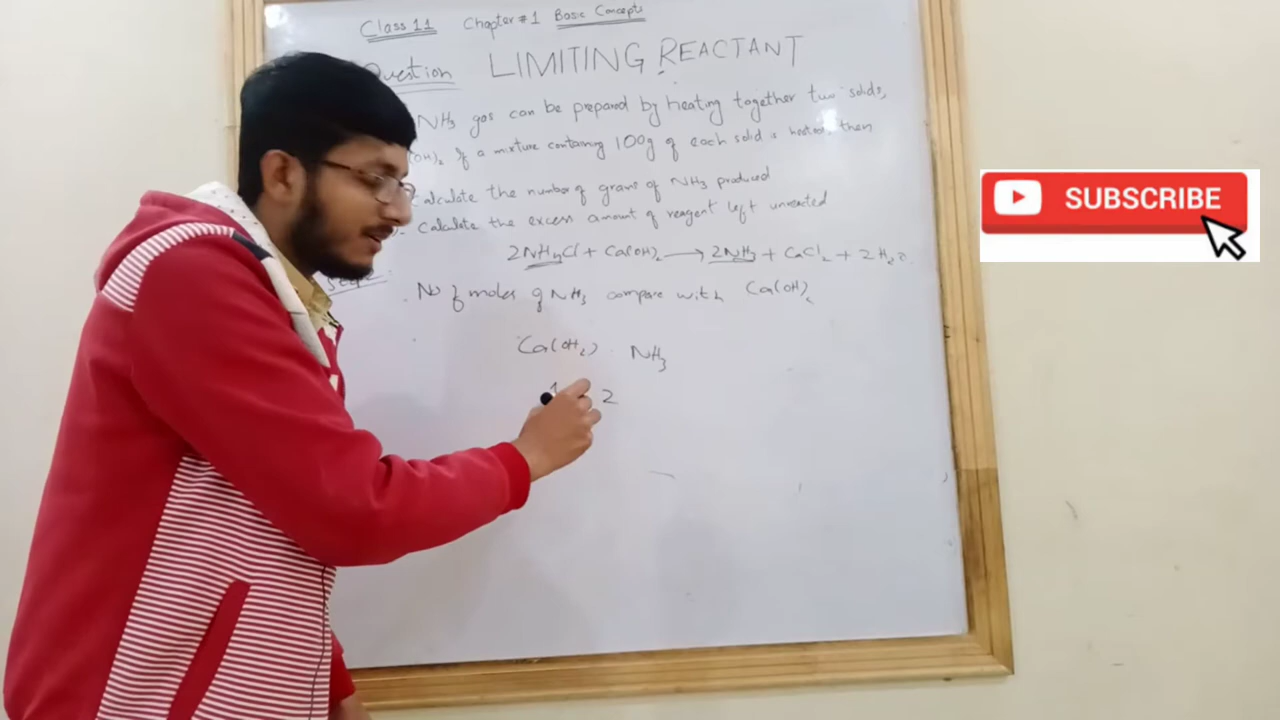 Class 11 Chapter # 1 Basic Concepts
Question LIMITING REACTANT
NH3 gas can be prepared by heating together two solids,
OH)2 If a mixture containing 100g of each solid is heated, then
Calculate the number of grams of NH3 produced
Calculate the excess amount of reagent left unreacted
2NH4Cl + Ca(OH)2 → 2NH3 + CaCl2 + 2H2O
No of moles of NH3 compare with Ca(OH)2
Ca(OH2) : NH3
1 2
SUBSCRIBE